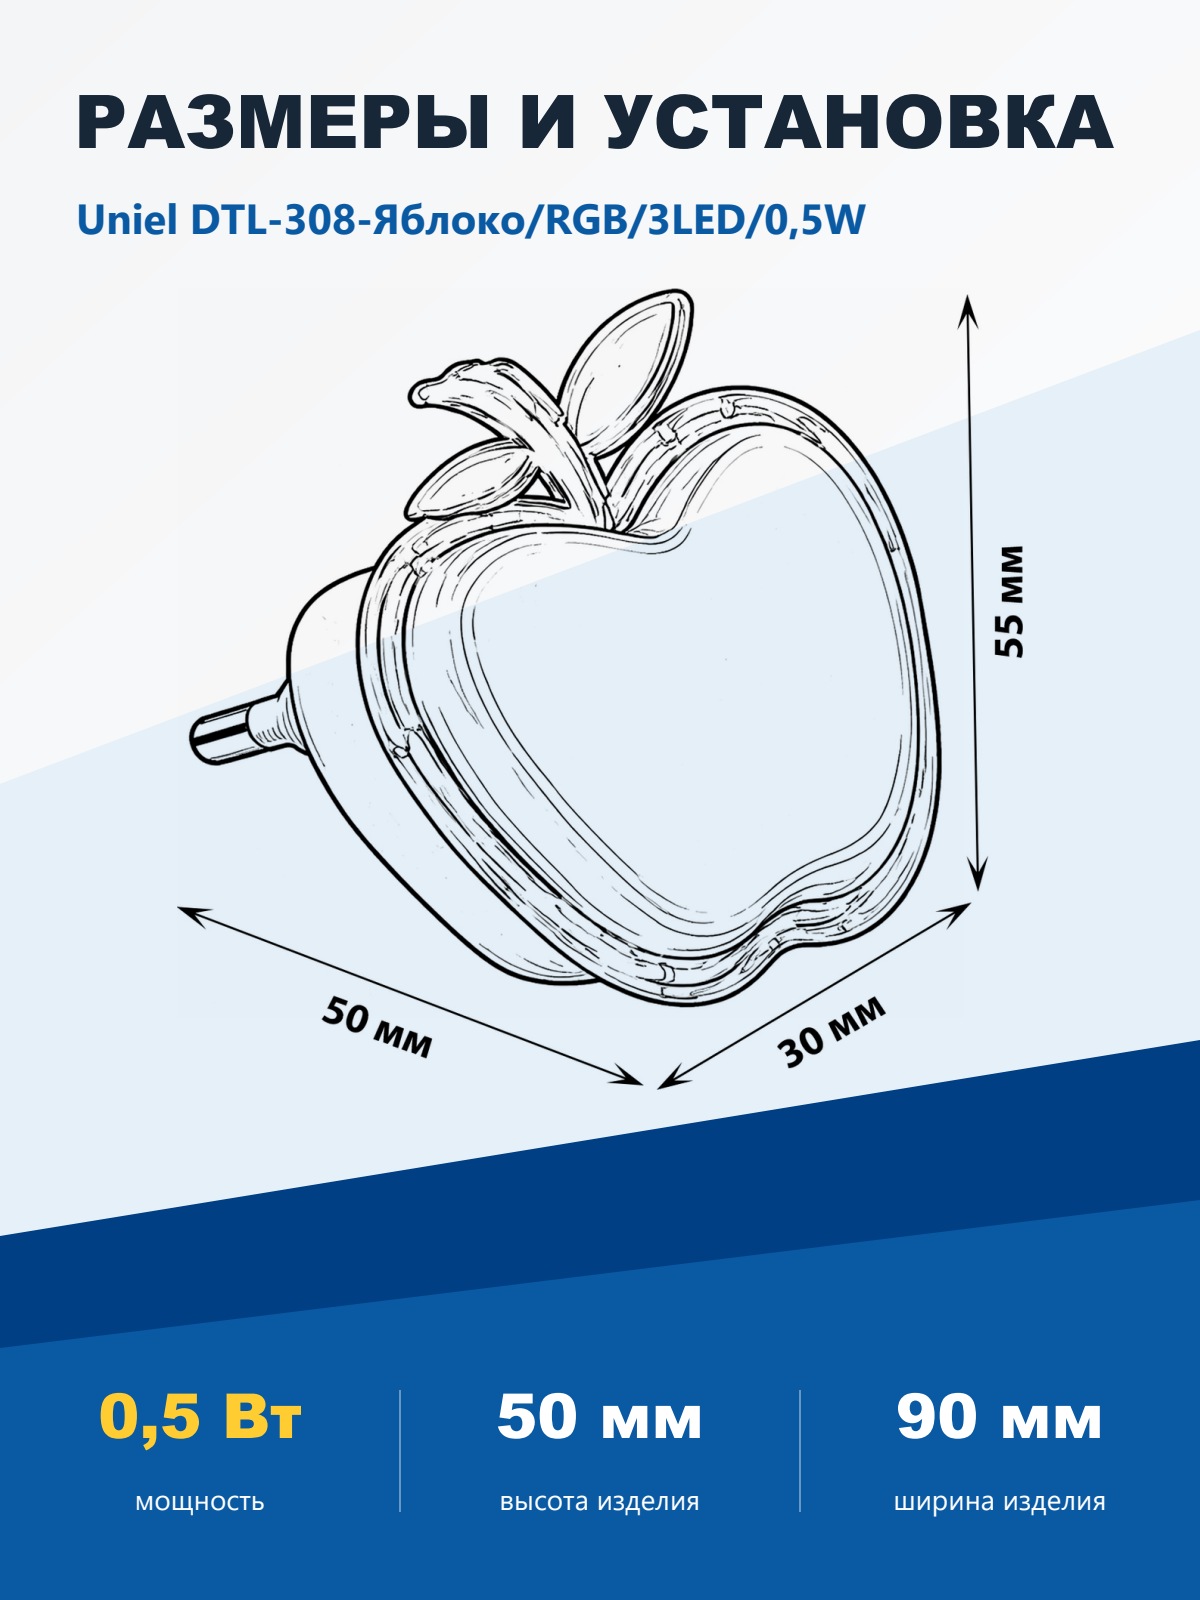 РАЗМЕРЫ И УСТАНОВКА
Uniel DTL-308-Яблоко/RGB/3LED/0,5W
55 мм
50 мм
30 мм
0,5 Вт
мощность
50 мм
высота изделия
90 мм
ширина изделия